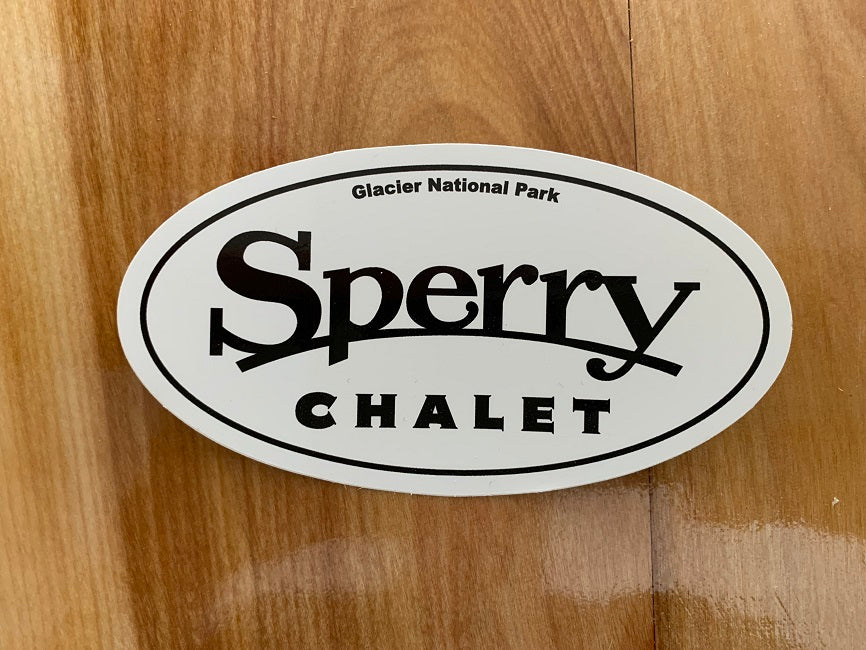 Glacier National Park
Sperry
CHALET